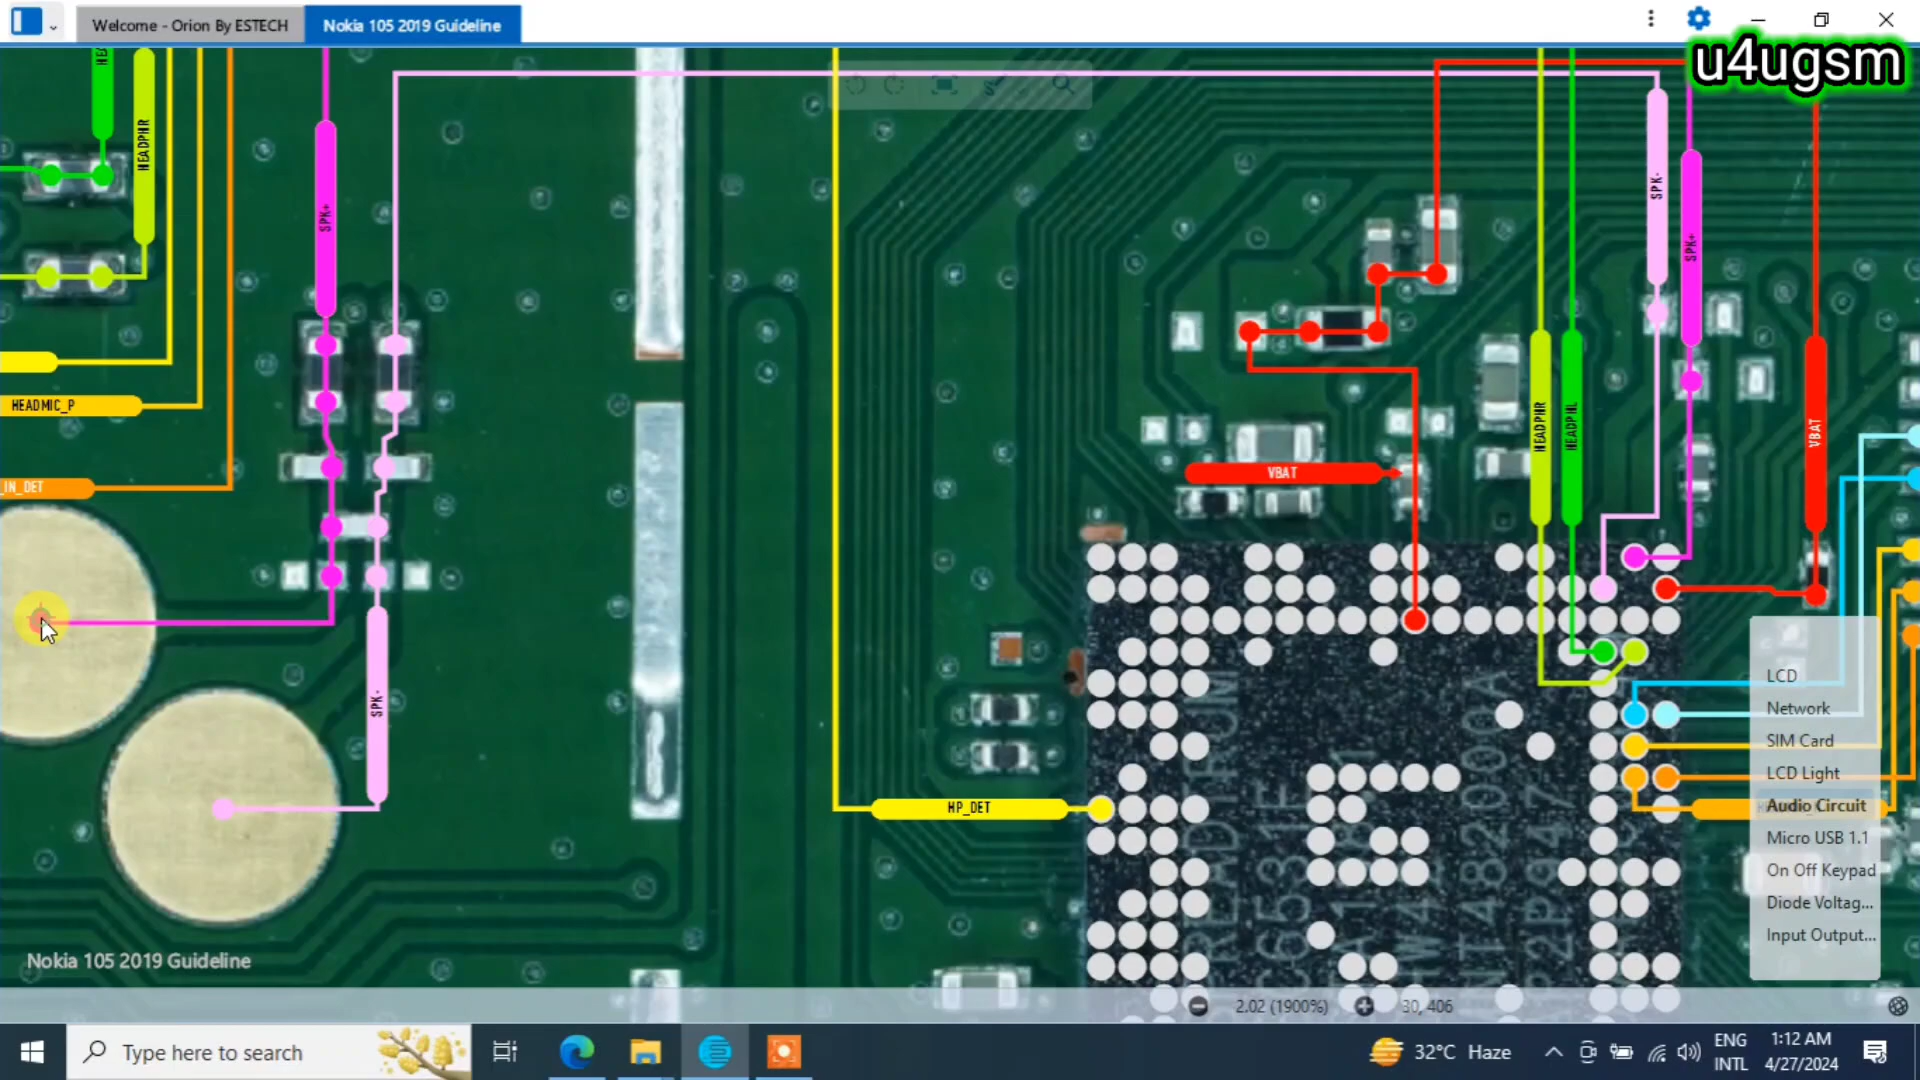 Welcome - Orion By ESTECH
Nokia 105 2019 Guideline
u4ugsm
HEADPHR
SPK+
SPK-
SPK+
HEADMIC_P
_IN_DET
VBAT
HEADPHR
HEADPHL
VBAT
SPK-
HP_DET
LCD
Network
SIM Card
LCD Light
Audio Circuit
Micro USB 1.1
On Off Keypad
Diode Voltag...
Input Output...
Nokia 105 2019 Guideline
2.02 (1900%)
30, 406
Type here to search
32°C Haze
ENG
INTL
1:12 AM
4/27/2024